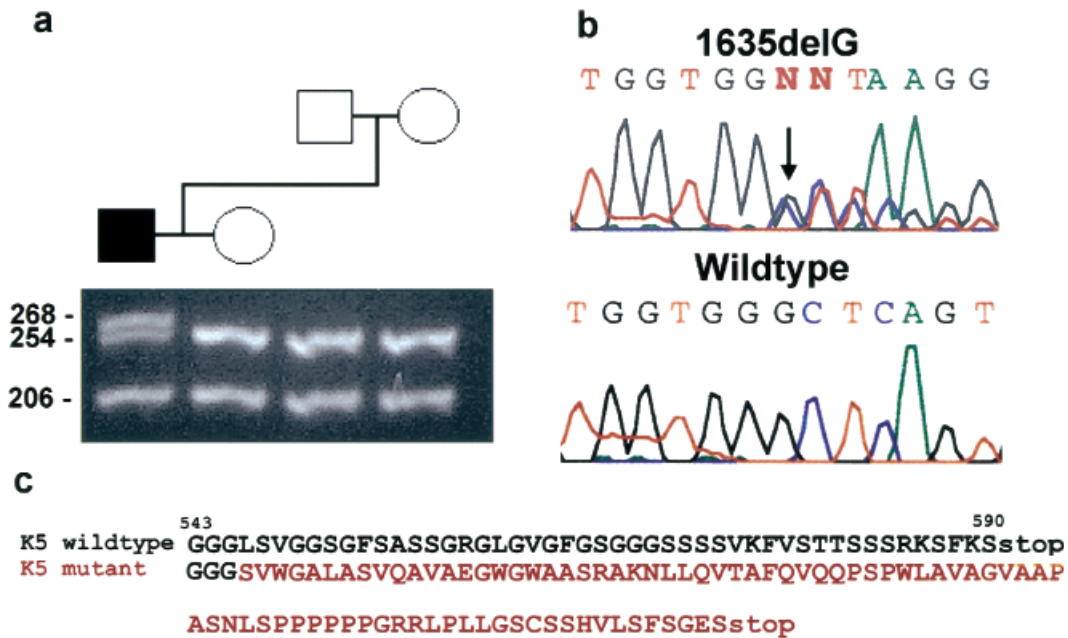 a
b
1635delG
T G G T G G N N T A A G G
268 -
254 -
206 -
Wildtype
T G G T G G G C T C A G T
c
543 590
K5 wildtype GGGLSVGGSGFSASSGRGLGVGFGSGGGSSSSVKFVSTTSSSRKSFKSstop
K5 mutant GGGSVWGALASVQAVAEGWGWAASRAKNLLQVTAFQVQQPSPWLAVAGVAAP
ASNLSPPPPPPGRRLPLLGSCSSHVLSFSGESstop